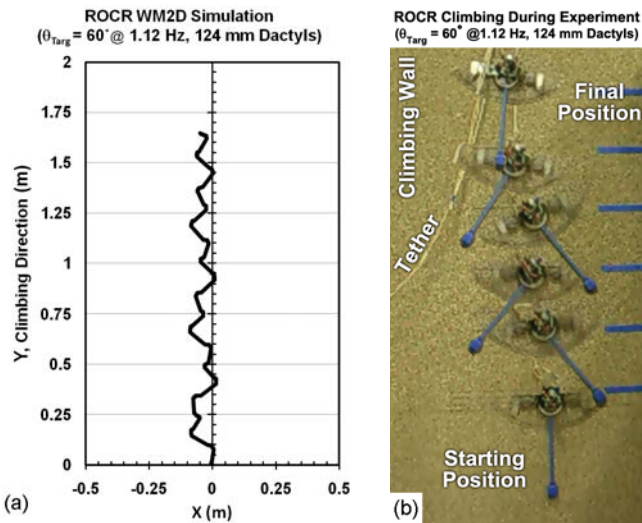 ROCR WM2D Simulation
(θTarg = 60˚@ 1.12 Hz, 124 mm Dactyls)
2
1.75
1.5
1.25
1
0.75
0.5
0.25
0
Y, Climbing Direction (m)
-0.5
-0.25
0
0.25
0.5
X (m)
(a)
ROCR Climbing During Experiment
(θTarg = 60˚ @1.12 Hz, 124 mm Dactyls)
Climbing Wall
Final
Position
Tether
Starting
Position
(b)